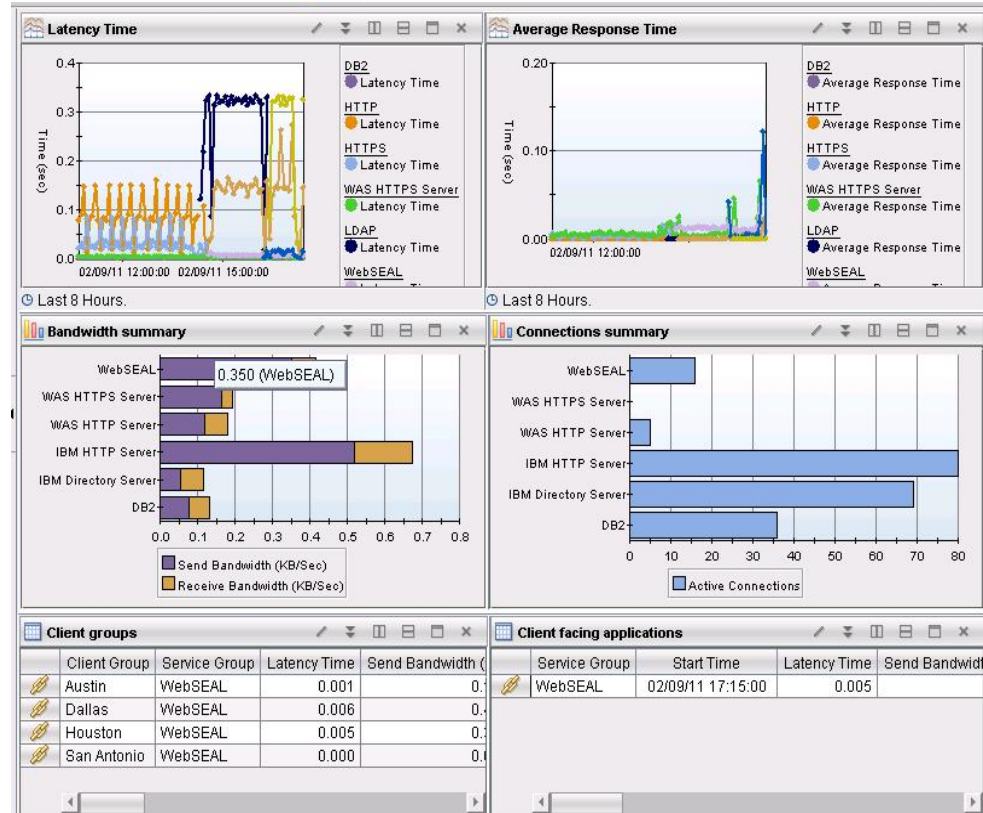 Latency Time
0.4
0.3
0.2
0.1
0.0
Time (sec)
02/09/11 12:00:00 02/09/11 15:00:00
DB2
Latency Time
HTTP
Latency Time
HTTPS
Latency Time
WAS HTTPS Server
Latency Time
LDAP
Latency Time
WebSEAL
Last 8 Hours.
Average Response Time
0.20
0.10
0.00
Time (sec)
02/09/11 12:00:00
DB2
Average Response Time
HTTP
Average Response Time
HTTPS
Average Response Time
WAS HTTPS Server
Average Response Time
LDAP
Average Response Time
WebSEAL
Last 8 Hours.
Bandwidth summary
WebSEAL
0.350 (WebSEAL)
WAS HTTPS Server
WAS HTTP Server
IBM HTTP Server
IBM Directory Server
DB2
0.0 0.1 0.2 0.3 0.4 0.5 0.6 0.7 0.8
Send Bandwidth (KB/Sec)
Receive Bandwidth (KB/Sec)
Connections summary
WebSEAL
WAS HTTPS Server
WAS HTTP Server
IBM HTTP Server
IBM Directory Server
DB2
0 10 20 30 40 50 60 70 80
Active Connections
Client groups
Client Group Service Group Latency Time Send Bandwidth (
Austin WebSEAL 0.001
Dallas WebSEAL 0.006
Houston WebSEAL 0.005
San Antonio WebSEAL 0.000
Client facing applications
Service Group Start Time Latency Time Send Bandwidt
WebSEAL 02/09/11 17:15:00 0.005